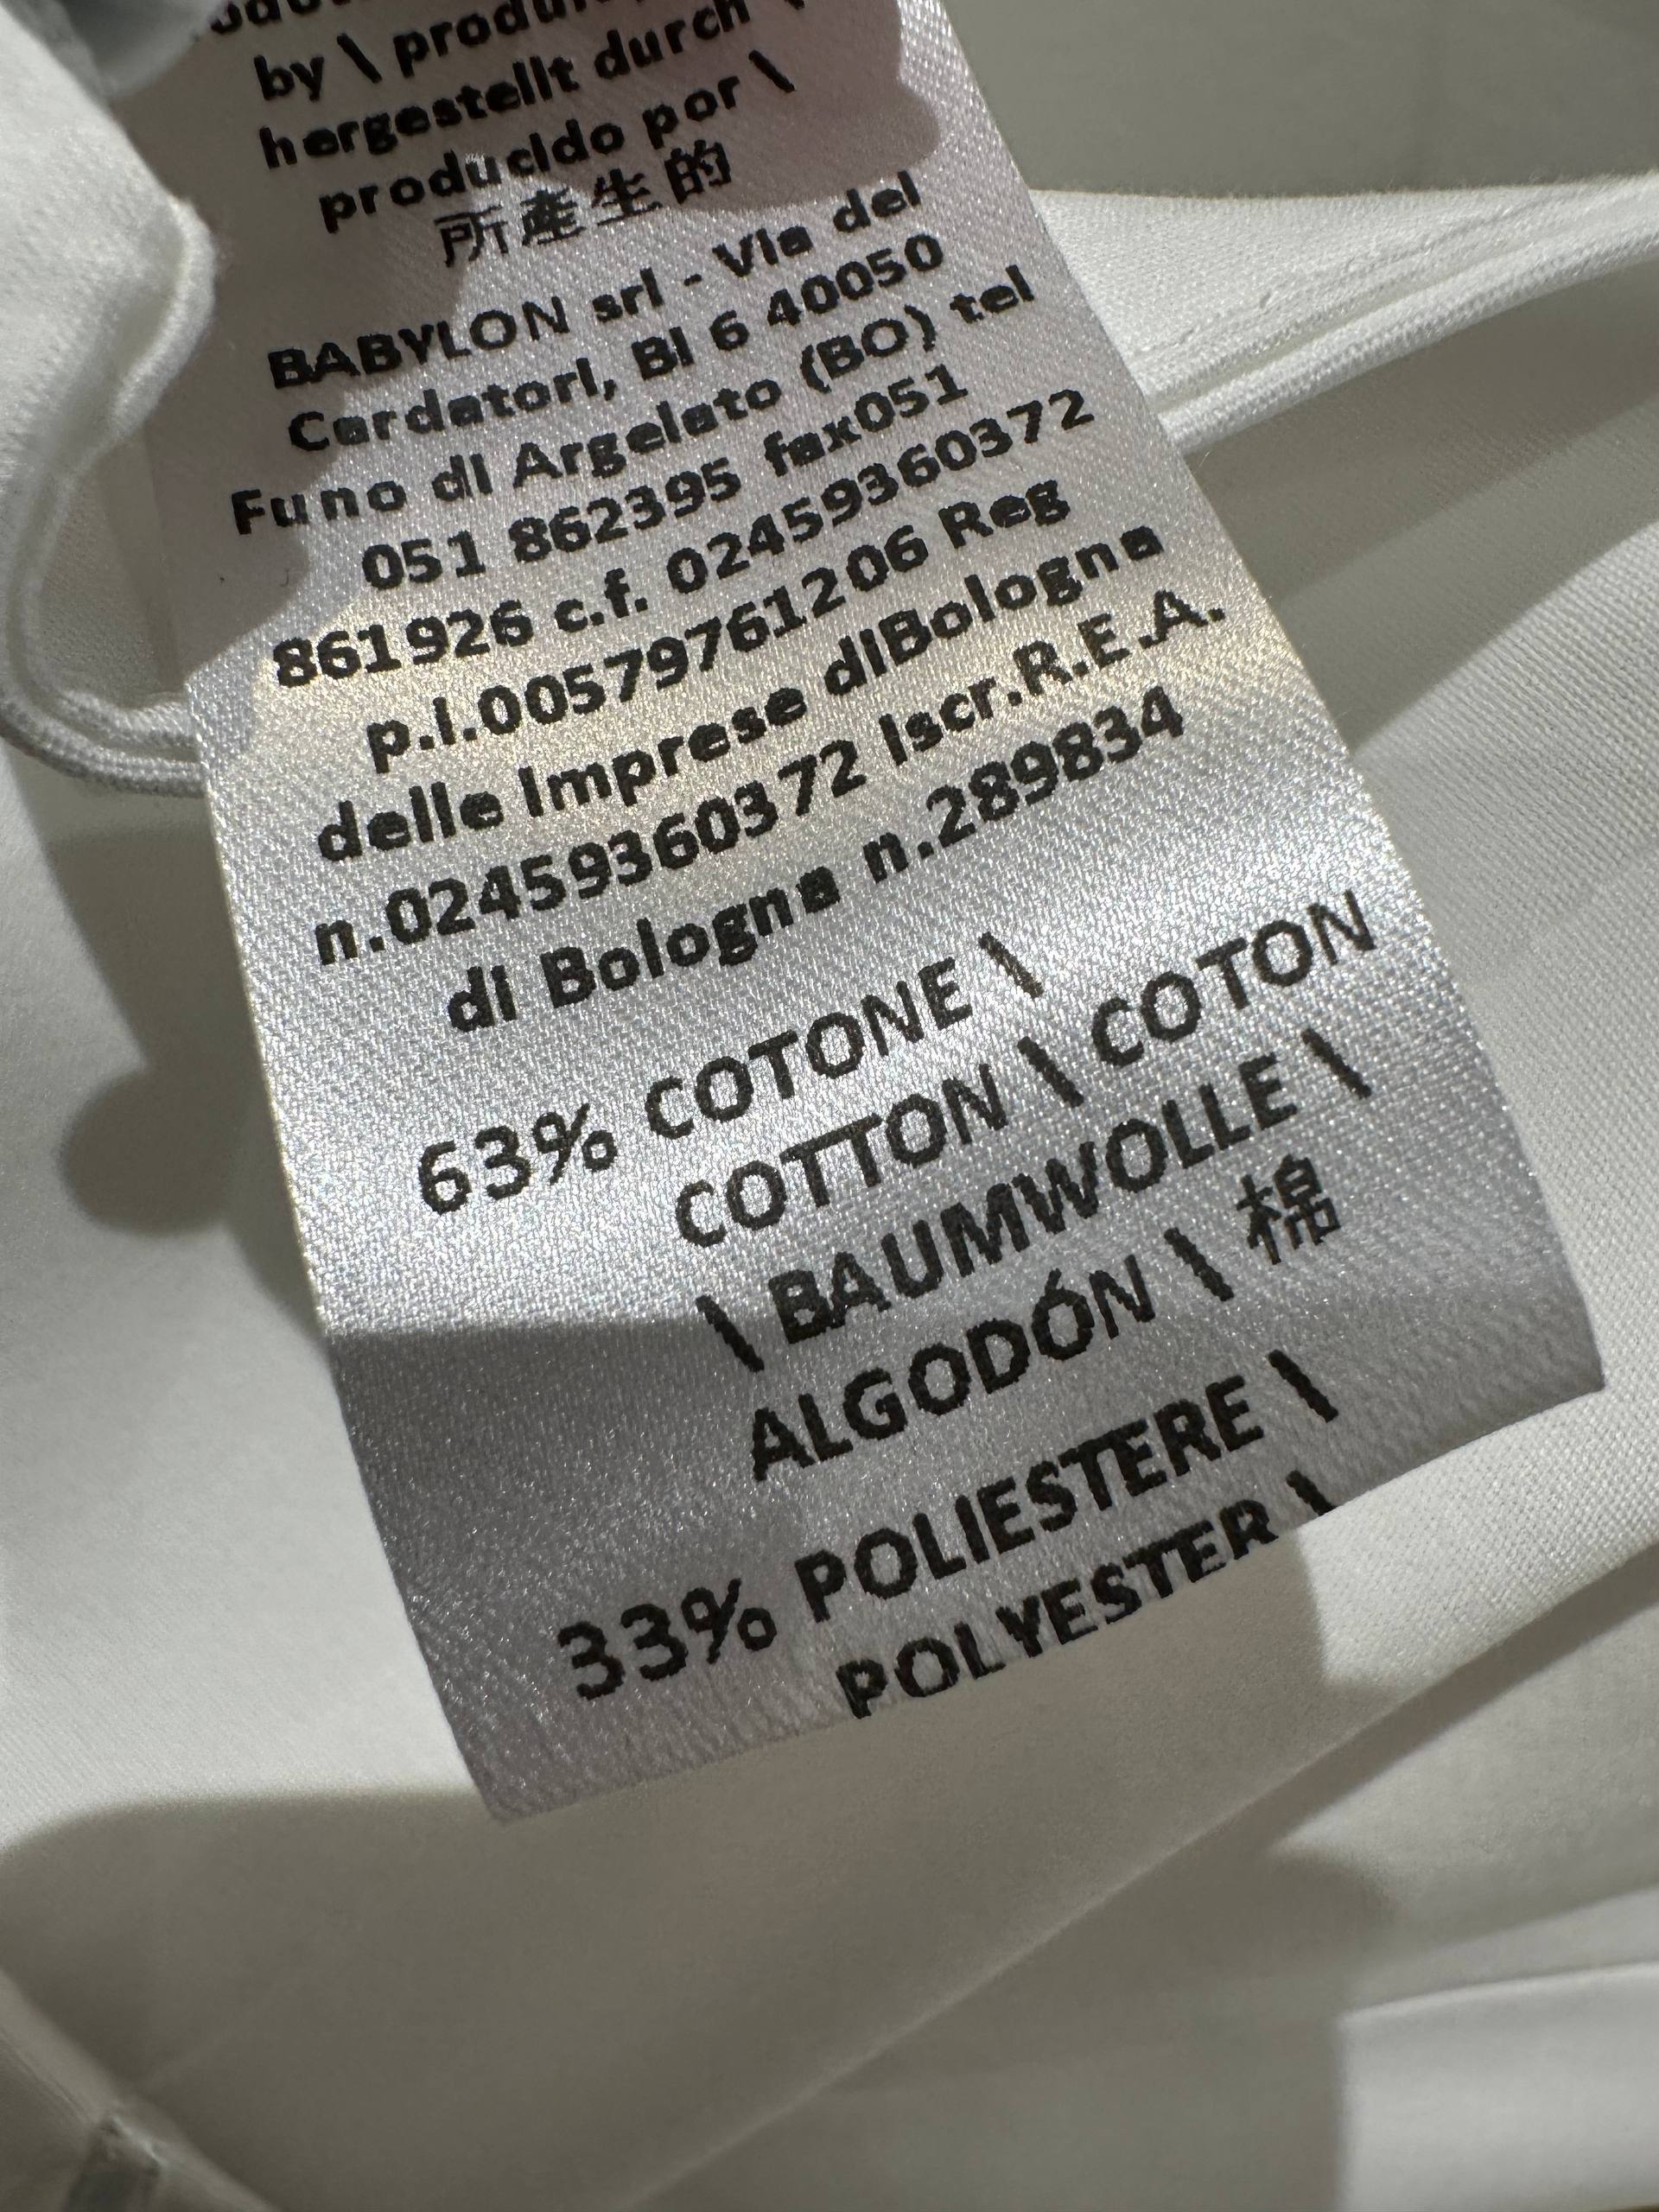 by \
hergestellt durch \
producido por \
所產生的
BABYLON srl - Via del
Cardatori, Bl 6 40050
Funo di Argelato (BO) tel
051 862395 fax051
861926 c.f. 02459360372
p.I.00579761206 Reg
delle Imprese diBologna
n.02459360372 Iscr.R.E.A.
di Bologna n.289834
63% COTONE \
COTTON \ COTON
\ BAUMWOLLE \
ALGODÓN \ 棉
33% POLIESTERE \
POLYESTER \